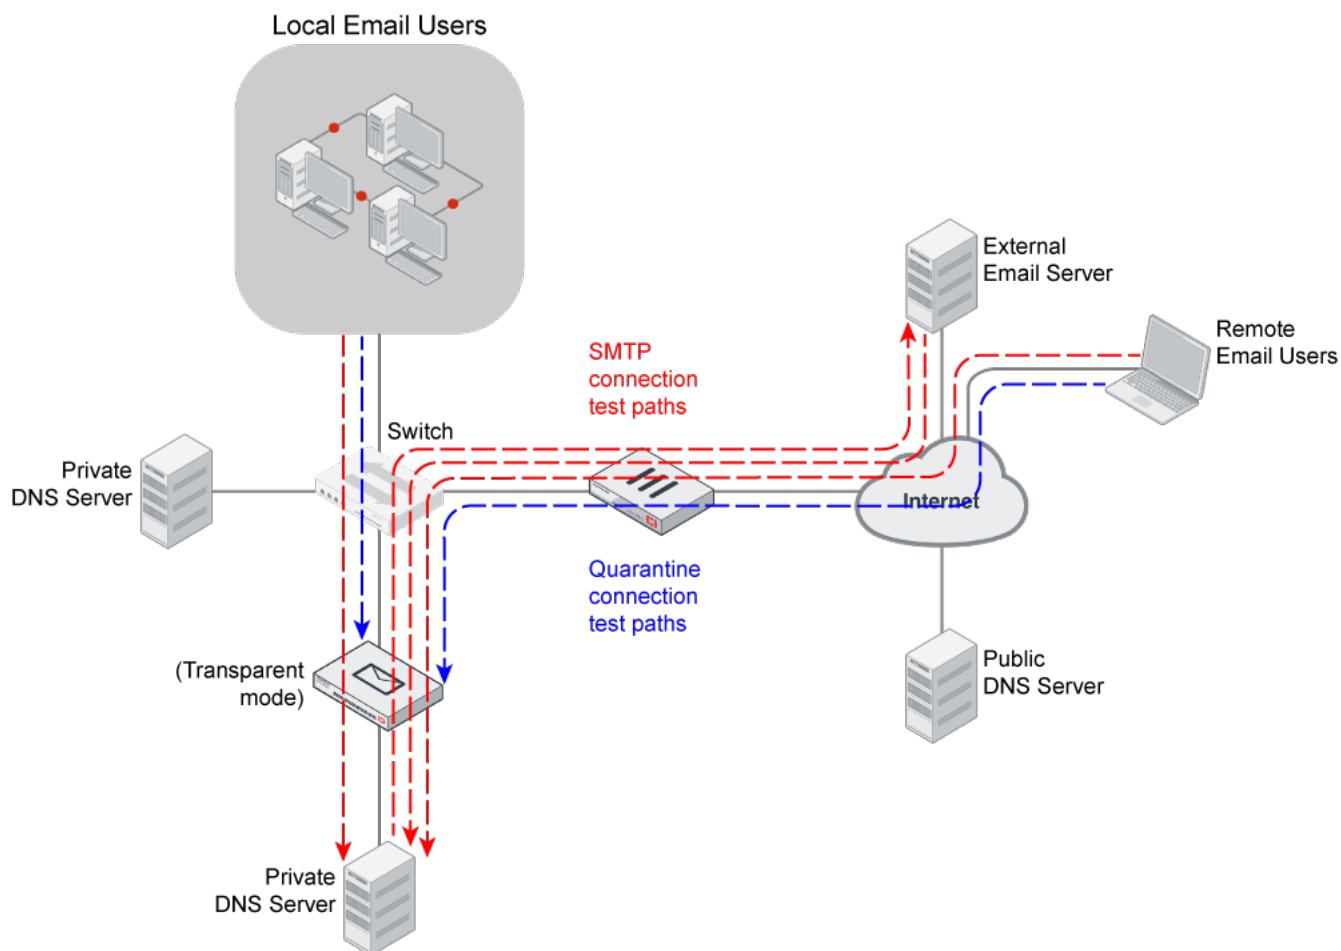 Local Email Users
External
Email Server
Remote
Email Users
SMTP
connection
test paths
Switch
Private
DNS Server
Internet
Quarantine
connection
test paths
(Transparent
mode)
Public
DNS Server
Private
DNS Server